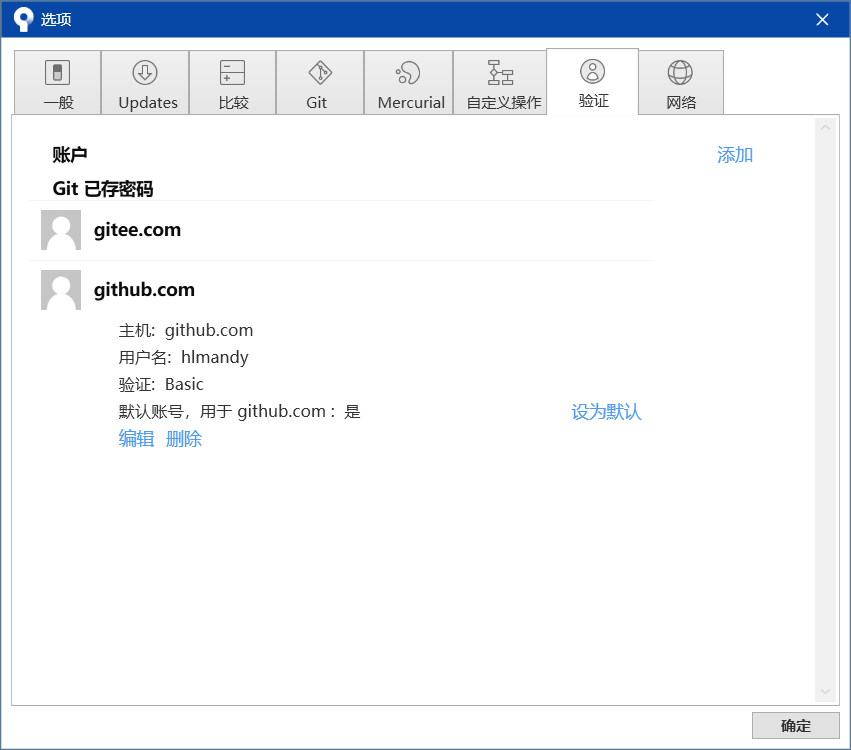 选项
一般 Updates 比较 Git Mercurial 自定义操作 验证 网络
账户 添加
Git 已存密码
gitee.com
github.com
主机: github.com
用户名: hlmandy
验证: Basic
默认账号，用于 github.com : 是 设为默认
编辑 删除
确定